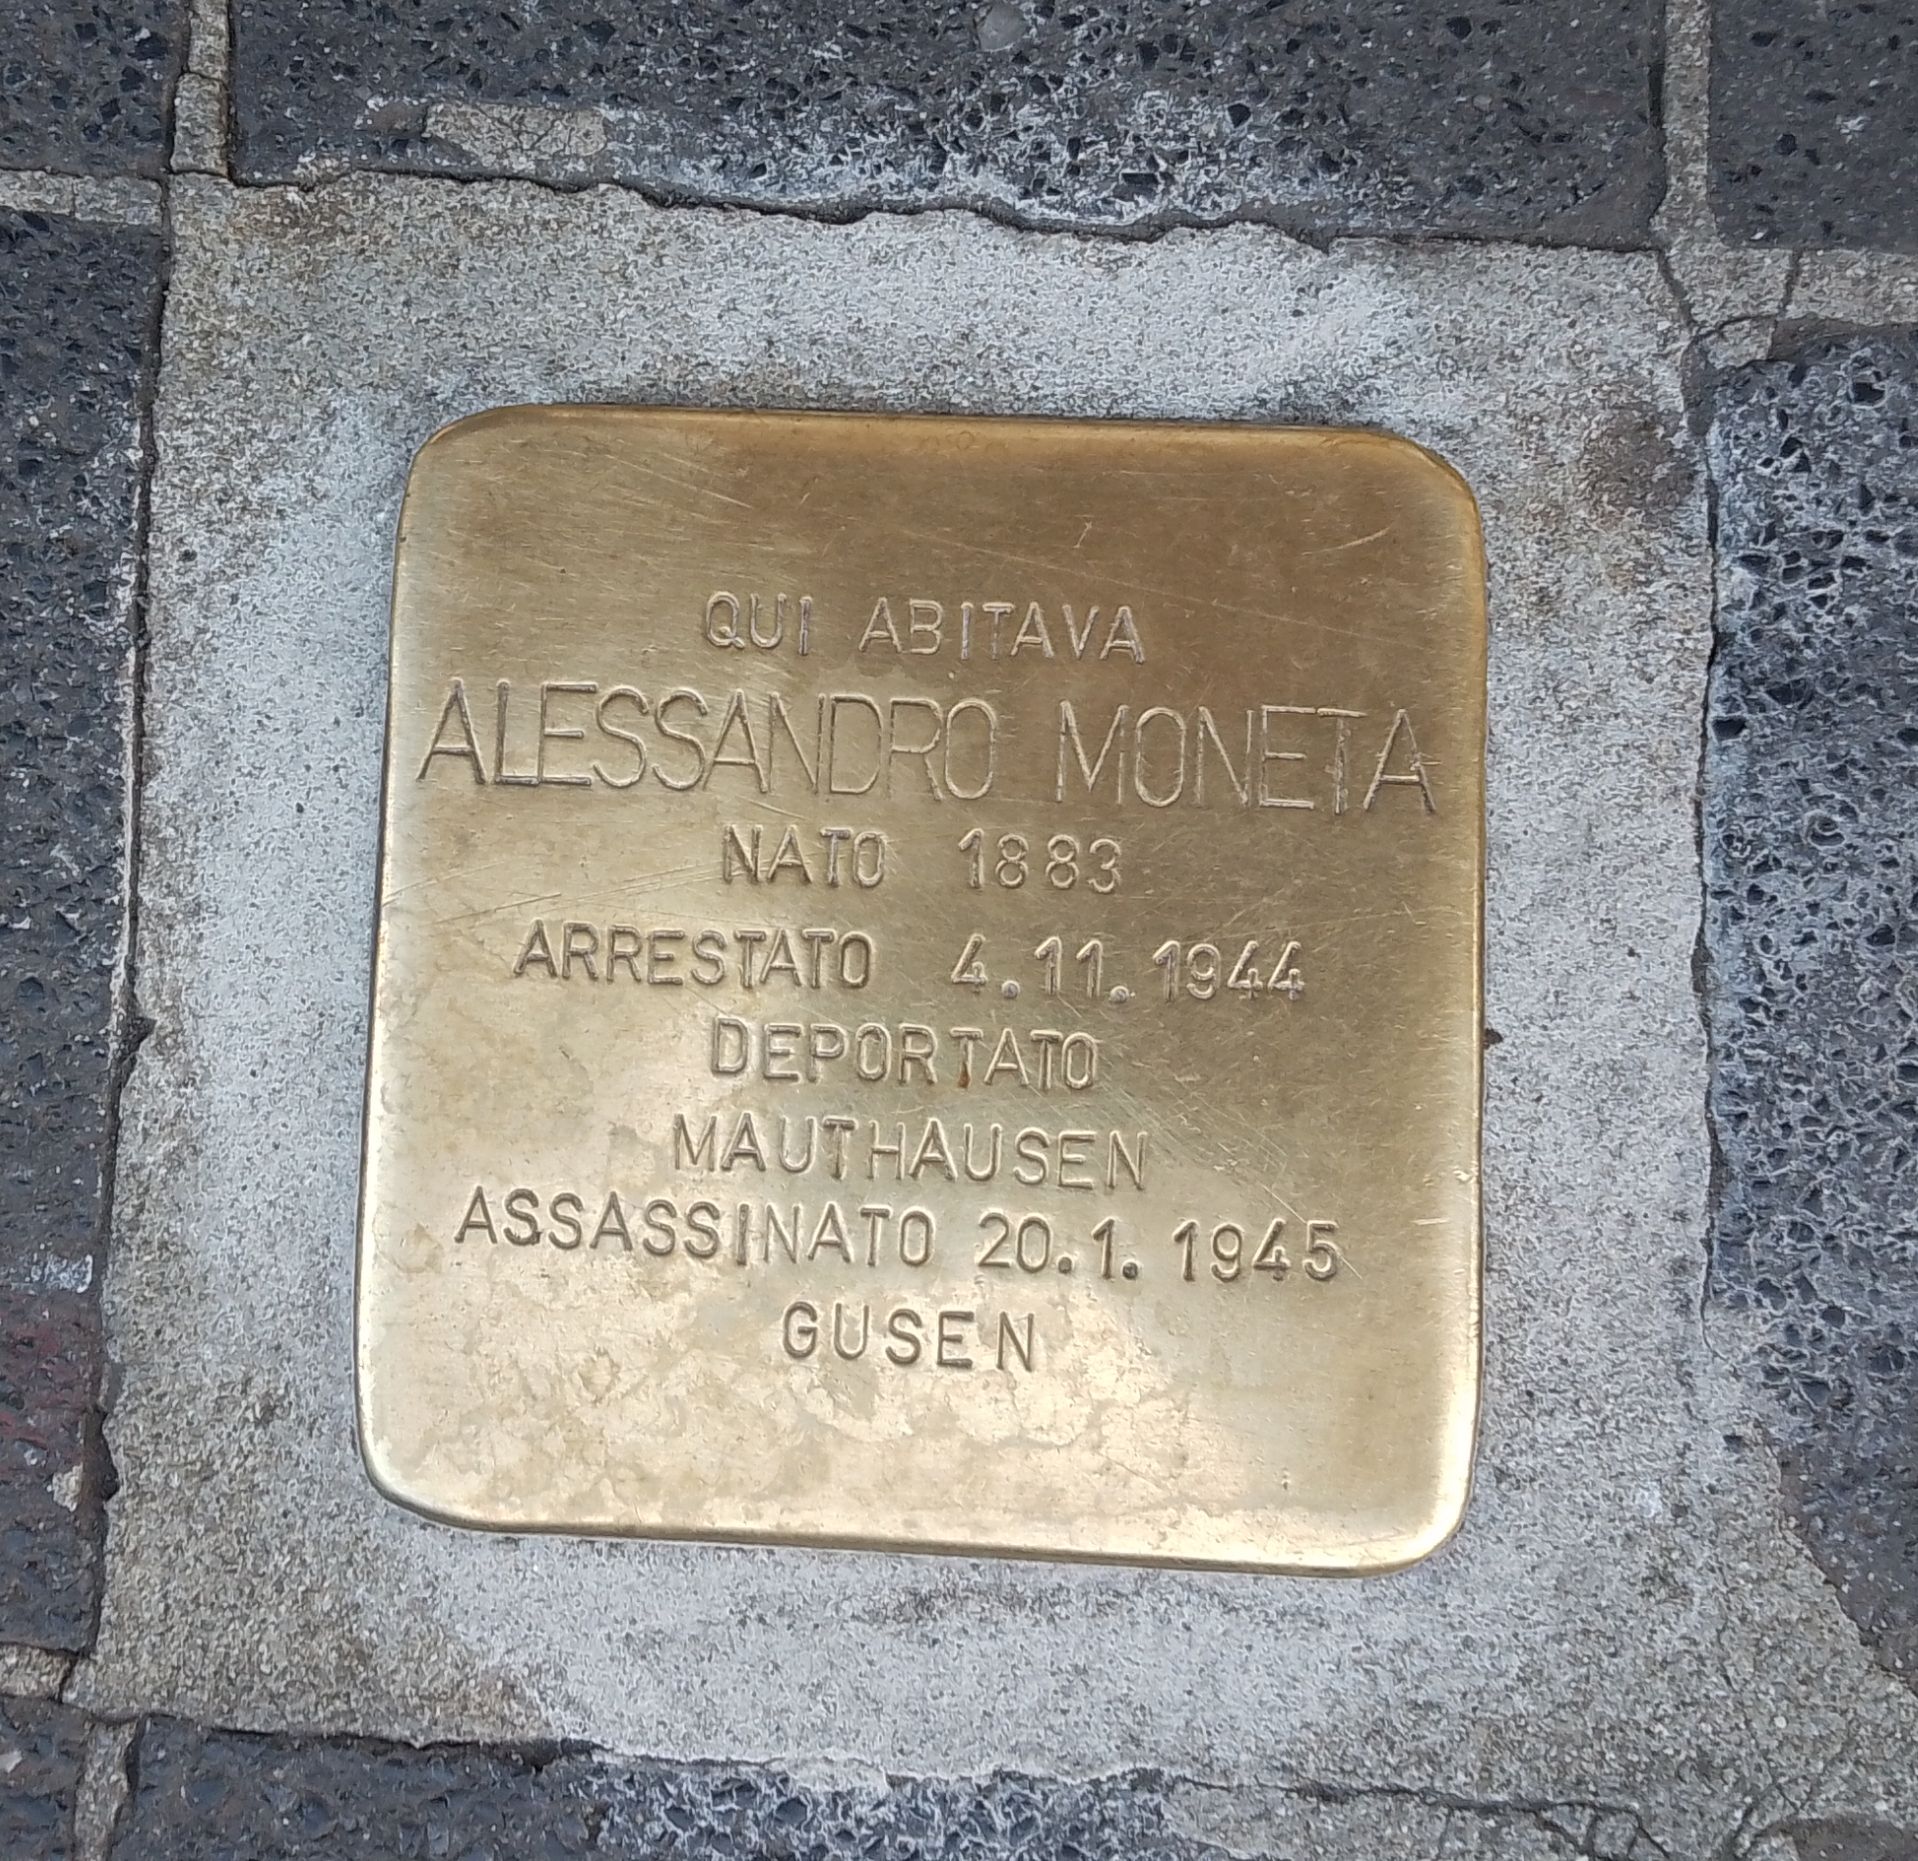 QUI ABITAVA
ALESSANDRO MONETA
NATO 1883
ARRESTATO 4.11.1944
DEPORTATO
MAUTHAUSEN
ASSASSINATO 20.1.1945
GUSEN